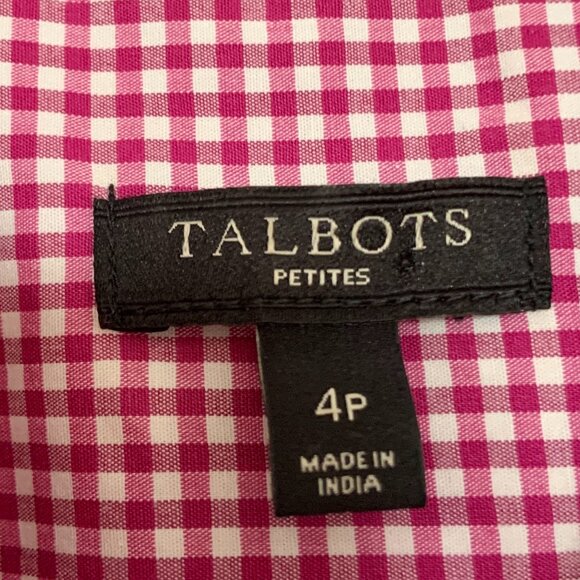 TALBOTS
PETITES
4P
MADE IN
INDIA